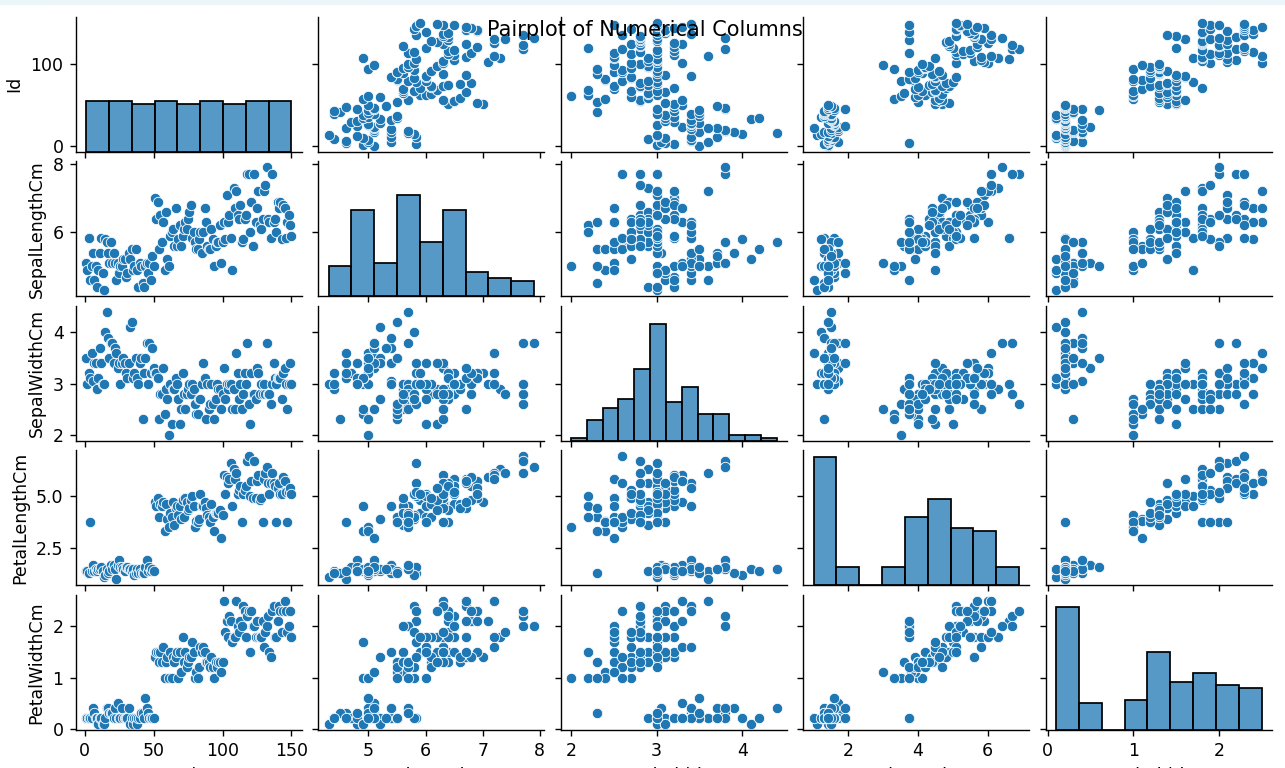 Pairplot of Numerical Columns
Id
100
0
SepalLengthCm
8
6
SepalWidthCm
4
3
2
PetalLengthCm
5.0
2.5
PetalWidthCm
2
1
0
0 50 100 150 5 6 7 8 2 3 4 2 4 6 0 1 2